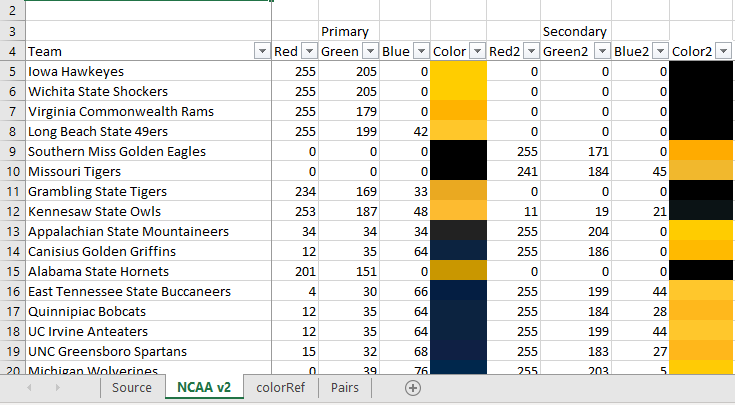 2
3 Primary Secondary
4 Team Red Green Blue Color Red2 Green2 Blue2 Color2
5 Iowa Hawkeyes 255 205 0 0 0 0
6 Wichita State Shockers 255 205 0 0 0 0
7 Virginia Commonwealth Rams 255 179 0 0 0 0
8 Long Beach State 49ers 255 199 42 0 0 0
9 Southern Miss Golden Eagles 0 0 0 255 171 0
10 Missouri Tigers 0 0 0 241 184 45
11 Grambling State Tigers 234 169 33 0 0 0
12 Kennesaw State Owls 253 187 48 11 19 21
13 Appalachian State Mountaineers 34 34 34 255 204 0
14 Canisius Golden Griffins 12 35 64 255 186 0
15 Alabama State Hornets 201 151 0 0 0 0
16 East Tennessee State Buccaneers 4 30 66 255 199 44
17 Quinnipiac Bobcats 12 35 64 255 184 28
18 UC Irvine Anteaters 12 35 64 255 199 44
19 UNC Greensboro Spartans 15 32 68 255 183 27
20 Michigan Wolverines 0 39 76 255 203 5
Source NCAA v2 colorRef Pairs